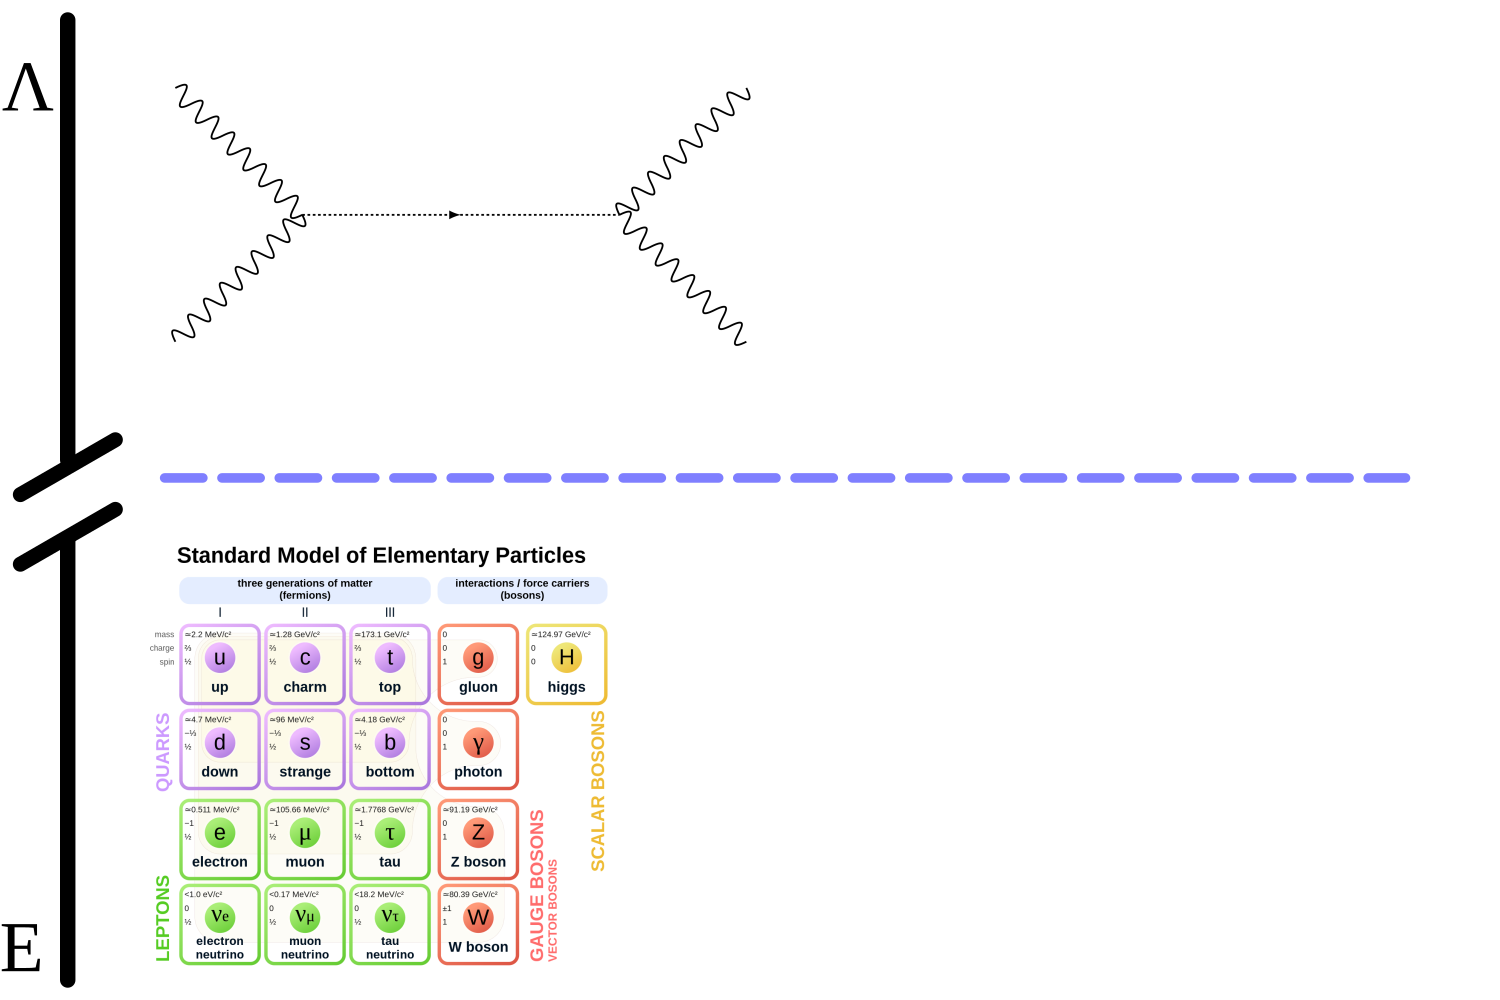 Λ
Standard Model of Elementary Particles
three generations of matter
(fermions)
interactions / force carriers
(bosons)
I II III
mass ≃2.2 MeV/c² ≃1.28 GeV/c² ≃173.1 GeV/c² 0 ≃124.97 GeV/c²
charge ⅔ ⅔ ⅔ 0 0
spin ½ ½ ½ 1 0
u c t g H
up charm top gluon higgs
QUARKS
≃4.7 MeV/c² ≃96 MeV/c² ≃4.18 GeV/c² 0
−⅓ −⅓ −⅓ 0
½ ½ ½ 1
d s b γ
down strange bottom photon
SCALAR BOSONS
≃0.511 MeV/c² ≃105.66 MeV/c² ≃1.7768 GeV/c² ≃91.19 GeV/c²
−1 −1 −1 0
½ ½ ½ 1
e μ τ Z
electron muon tau Z boson
LEPTONS
<1.0 eV/c² <0.17 MeV/c² <18.2 MeV/c² ≃80.39 GeV/c²
0 0 0 ±1
½ ½ ½ 1
νe νμ ντ W
electron muon tau W boson
neutrino neutrino neutrino
GAUGE BOSONS
VECTOR BOSONS
E